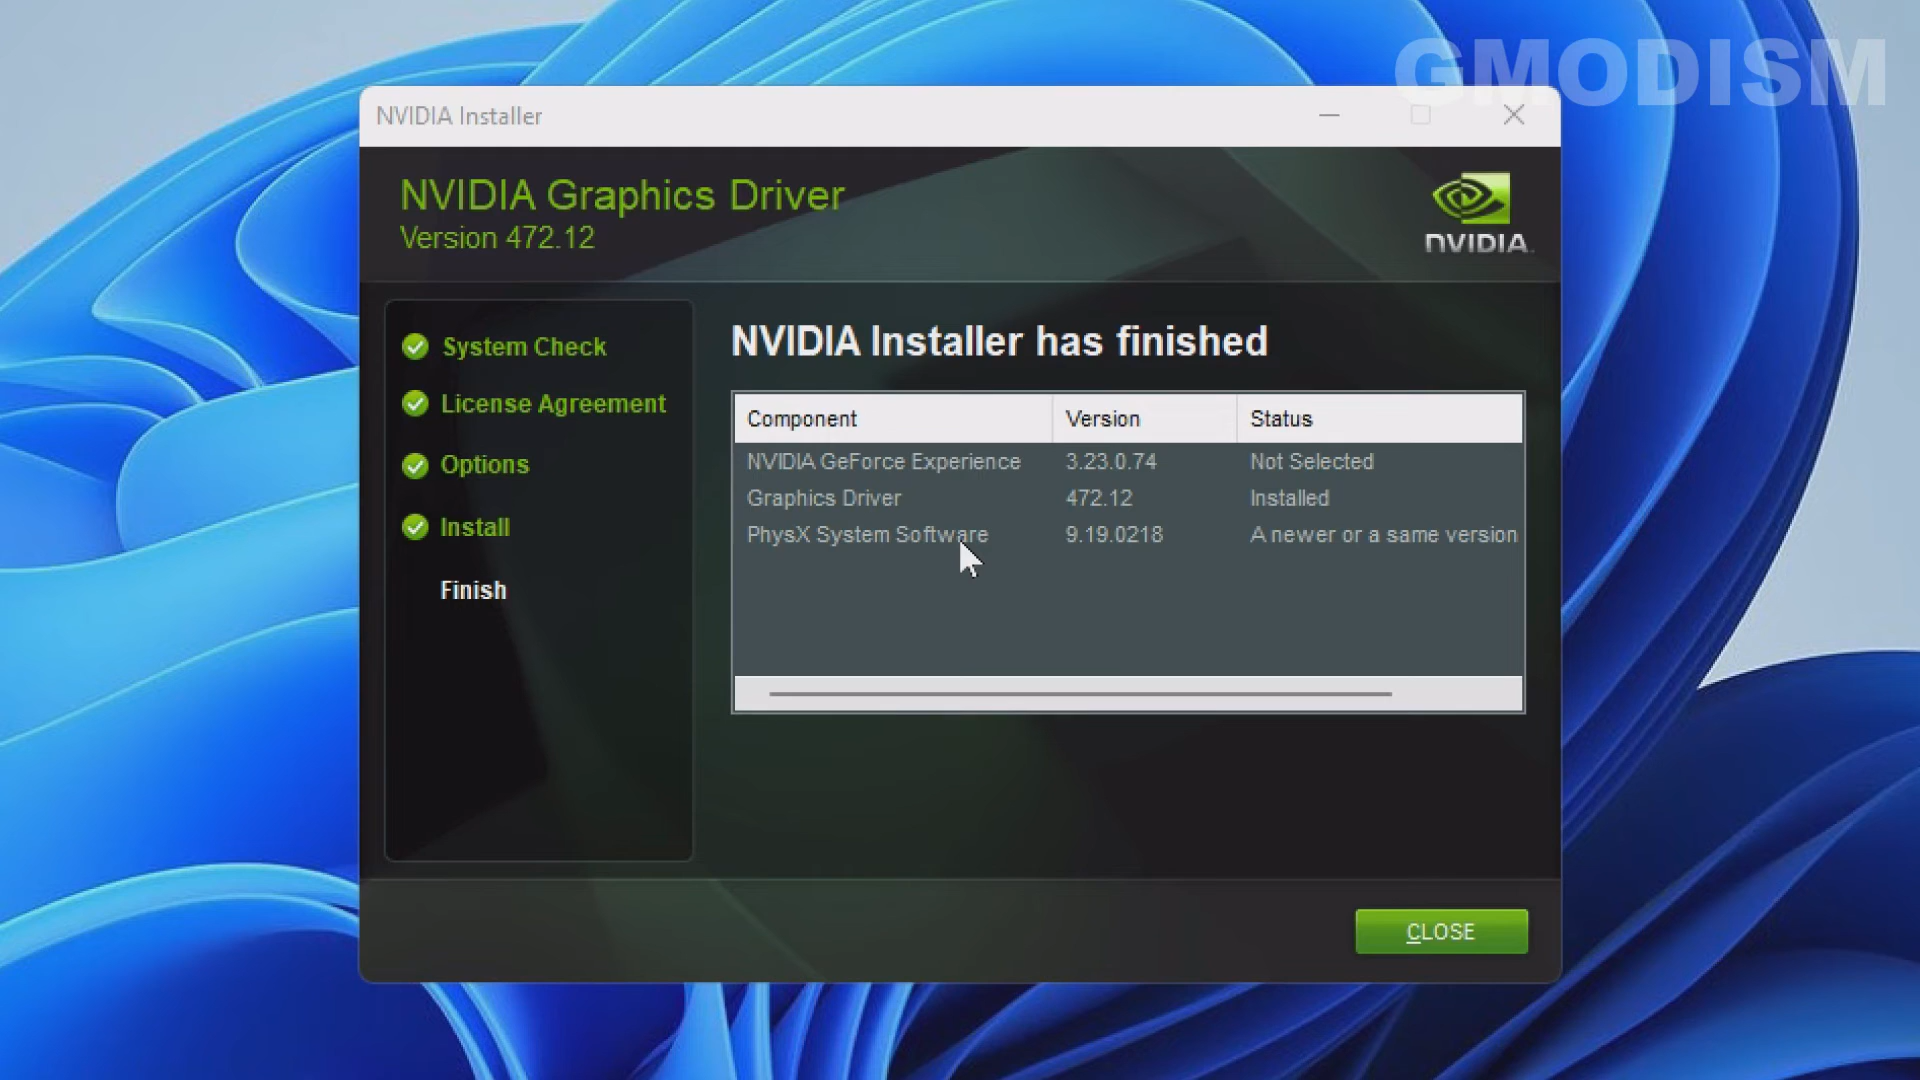 GMODISM
NVIDIA Installer
NVIDIA Graphics Driver
Version 472.12
NVIDIA.
System Check
License Agreement
Options
Install
Finish
NVIDIA Installer has finished
Component Version Status
NVIDIA GeForce Experience 3.23.0.74 Not Selected
Graphics Driver 472.12 Installed
PhysX System Software 9.19.0218 A newer or a same version
CLOSE